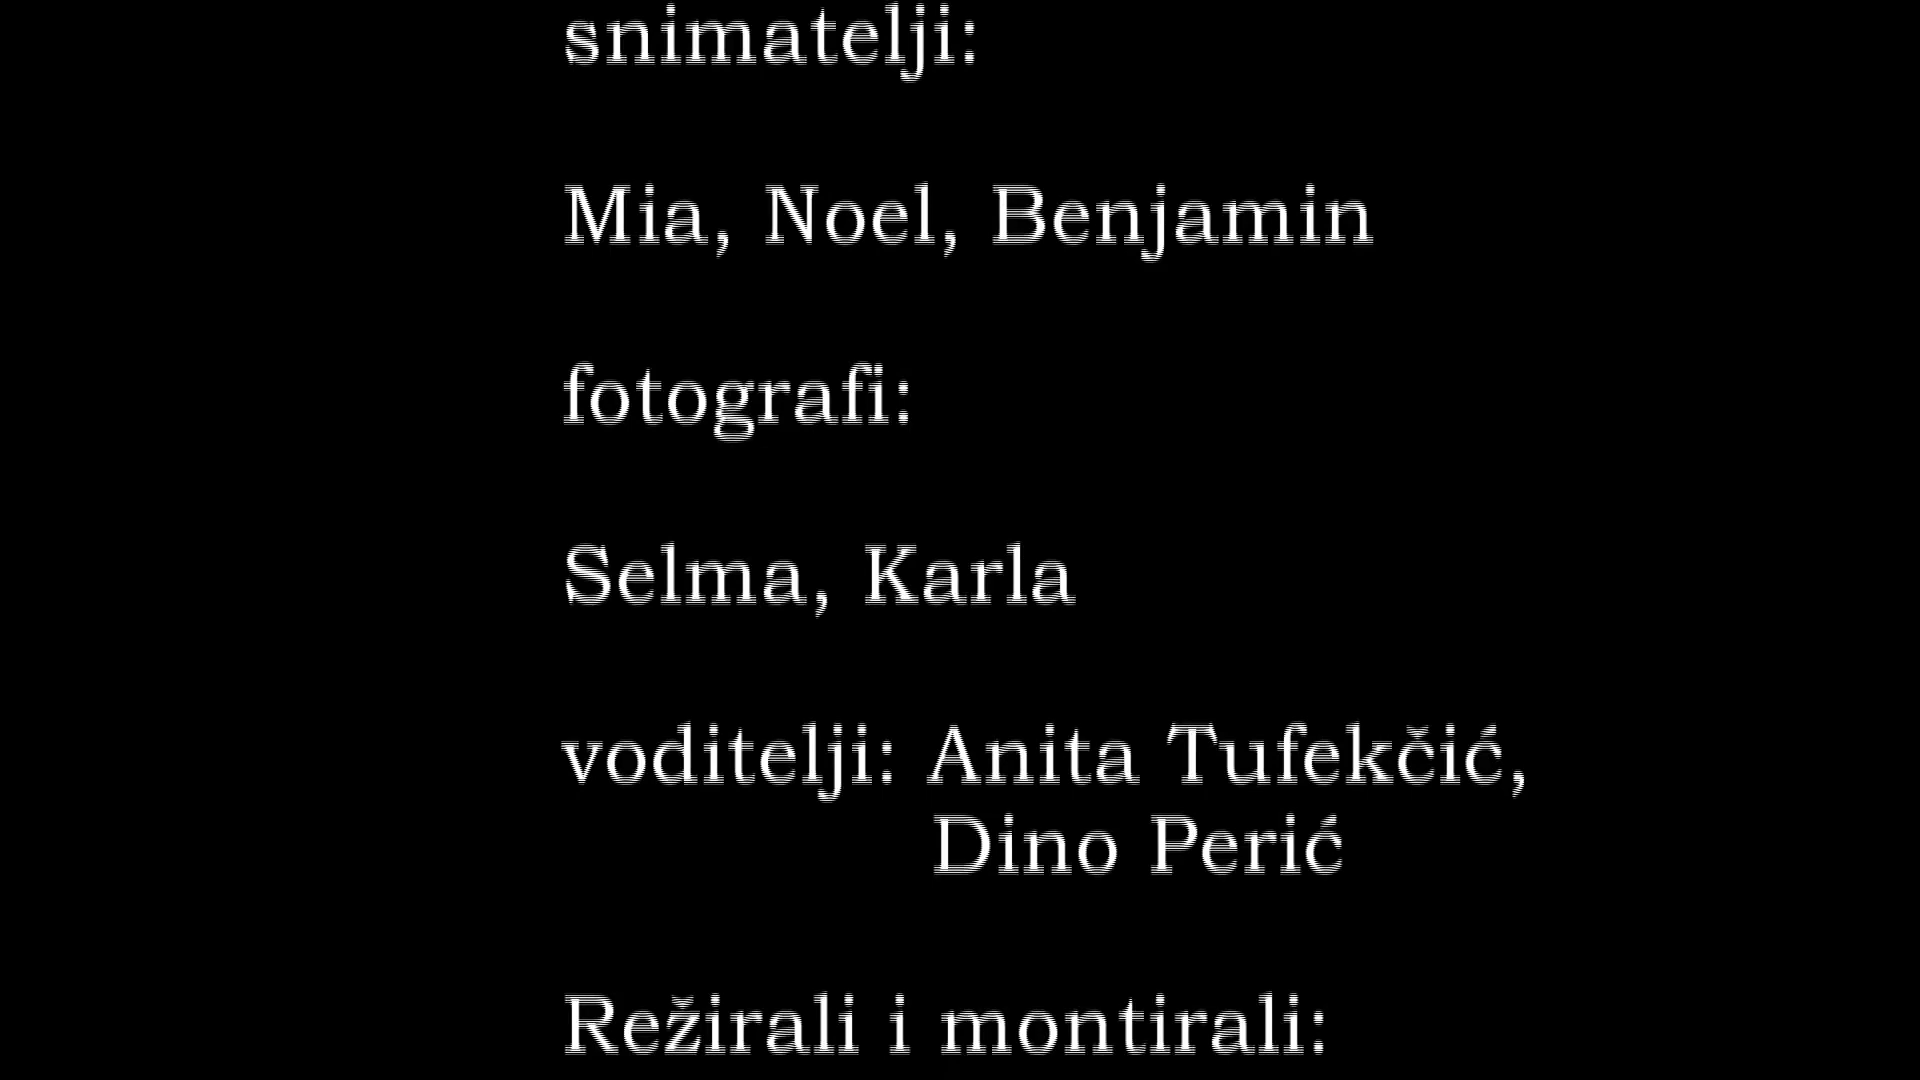 snimatelji:
Mia, Noel, Benjamin
fotografi:
Selma, Karla
voditelji: Anita Tufekčić,
Dino Perić
Režirali i montirali: